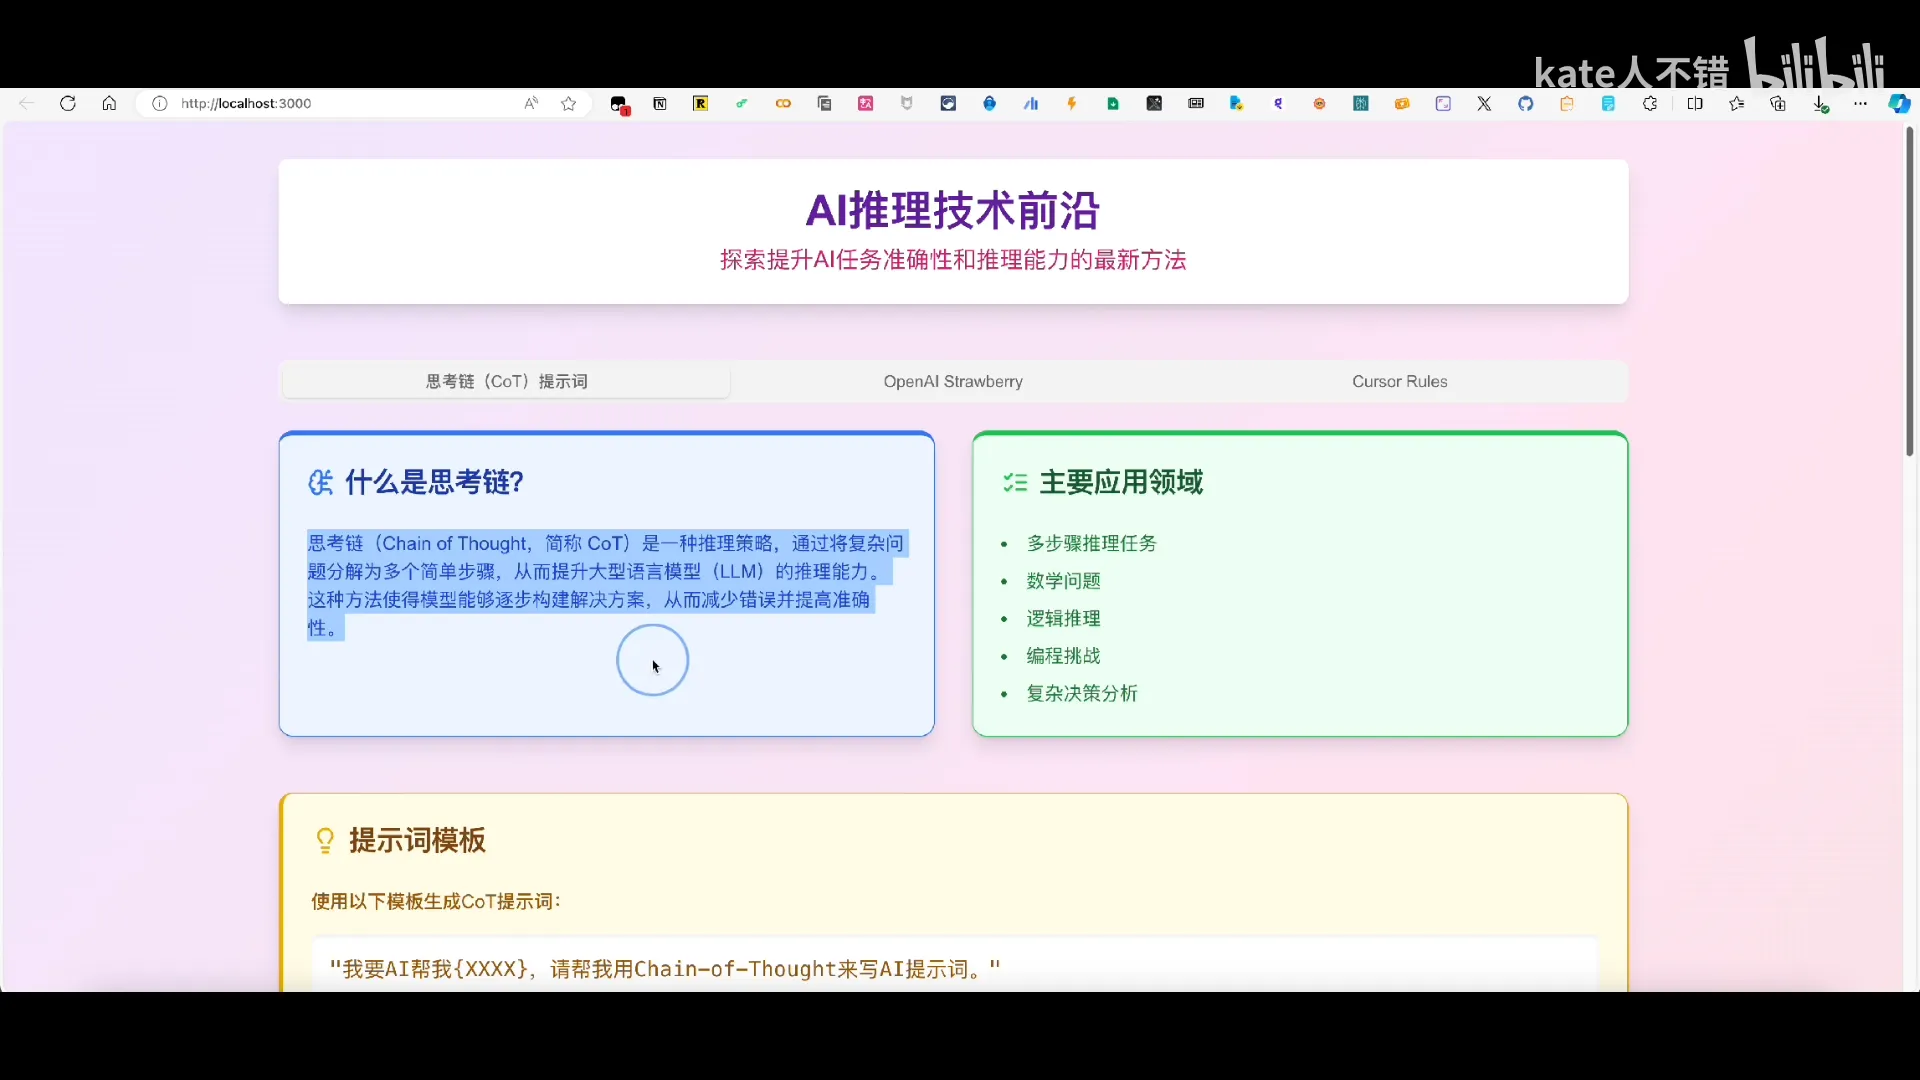 kate人不错 bilibili
http://localhost:3000
AI推理技术前沿
探索提升AI任务准确性和推理能力的最新方法
思考链（CoT）提示词
OpenAI Strawberry
Cursor Rules
什么是思考链?
思考链（Chain of Thought，简称 CoT）是一种推理策略，通过将复杂问
题分解为多个简单步骤，从而提升大型语言模型（LLM）的推理能力。
这种方法使得模型能够逐步构建解决方案，从而减少错误并提高准确
性。
主要应用领域
• 多步骤推理任务
• 数学问题
• 逻辑推理
• 编程挑战
• 复杂决策分析
提示词模板
使用以下模板生成CoT提示词：
"我要AI帮我{XXXX}，请帮我用Chain-of-Thought来写AI提示词。"